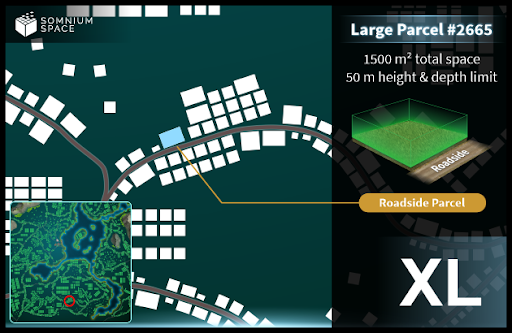 SOMNIUM
SPACE
Large Parcel #2665
1500 m² total space
50 m height & depth limit
Roadside
Roadside Parcel
XL